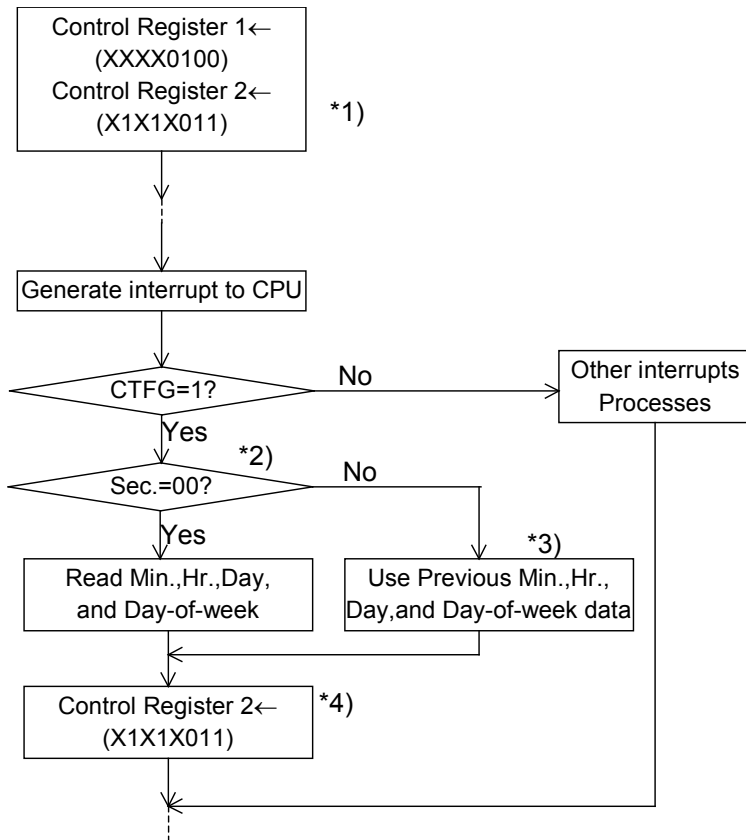 Control Register 1←
(XXXX0100)
Control Register 2←
(X1X1X011)
*1)
Generate interrupt to CPU
CTFG=1?
No
Other interrupts
Processes
Yes
*2)
Sec.=00?
No
Yes
*3)
Read Min.,Hr.,Day,
and Day-of-week
Use Previous Min.,Hr.,
Day,and Day-of-week data
Control Register 2←
(X1X1X011)
*4)